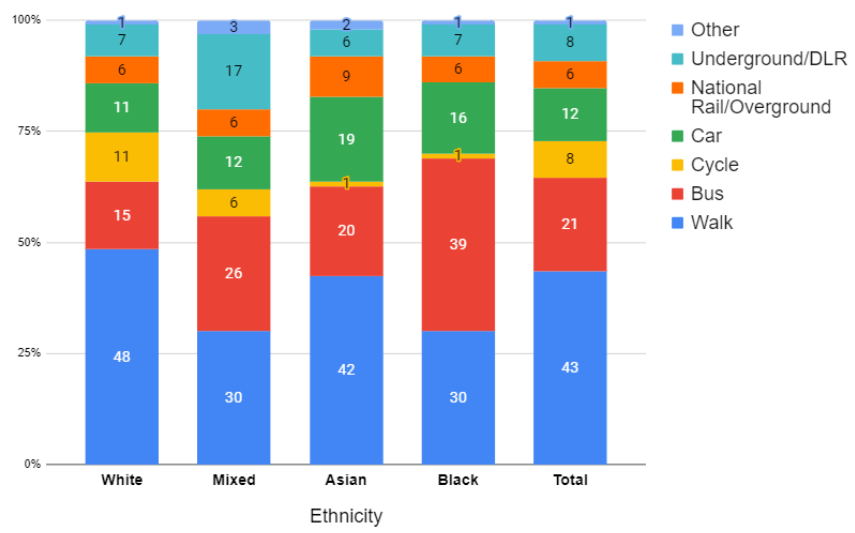 100%
75%
50%
25%
0%
1
7
6
11
11
15
48
3
17
6
12
6
26
30
2
6
9
19
1
20
42
1
7
6
16
1
39
30
1
8
6
12
8
21
43
White
Mixed
Asian
Black
Total
Ethnicity
Other
Underground/DLR
National
Rail/Overground
Car
Cycle
Bus
Walk